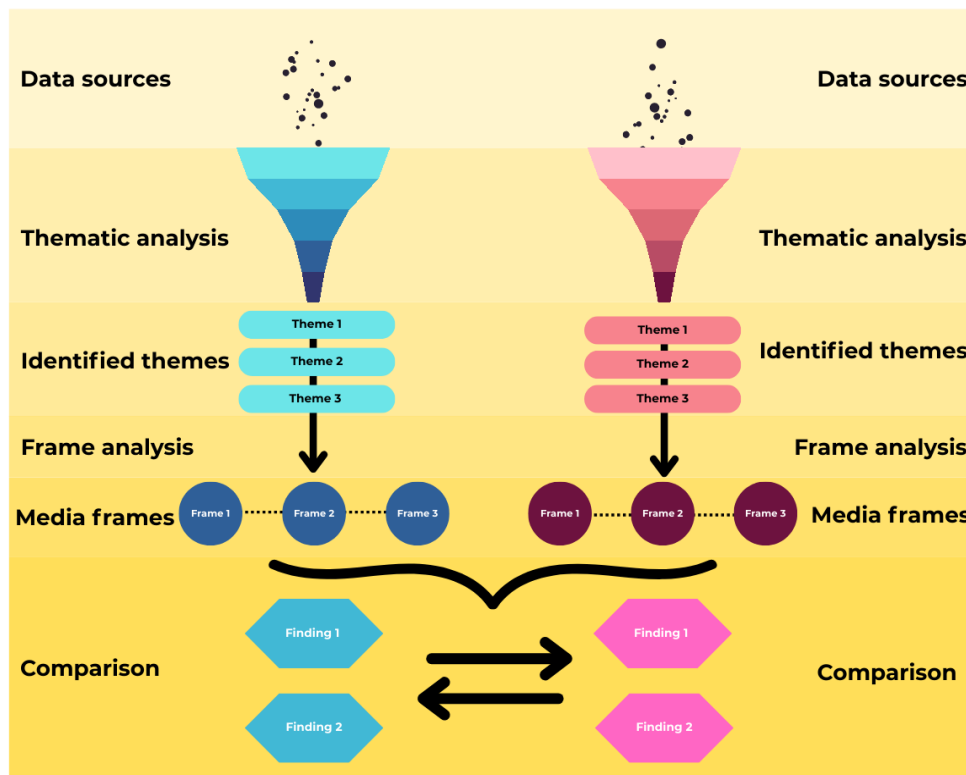 Data sources
Data sources
Thematic analysis
Thematic analysis
Theme 1
Theme 1
Identified themes
Theme 2
Theme 2
Identified themes
Theme 3
Theme 3
Frame analysis
Frame analysis
Media frames
Frame 1
Frame 2
Frame 3
Frame 1
Frame 2
Frame 3
Media frames
Finding 1
Finding 1
Comparison
Comparison
Finding 2
Finding 2